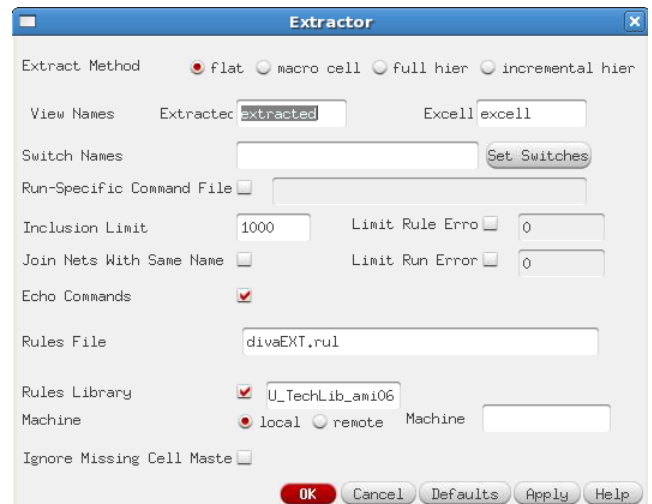 Extractor
Extract Method flat macro cell full hier incremental hier
View Names Extractec extracted Excell excell
Switch Names Set Switches
Run-Specific Command File
Inclusion Limit 1000 Limit Rule Erro 0
Join Nets With Same Name Limit Run Error 0
Echo Commands
Rules File divaEXT.rul
Rules Library U_TechLib_ami06
Machine local remote Machine
Ignore Missing Cell Maste
OK Cancel Defaults Apply Help